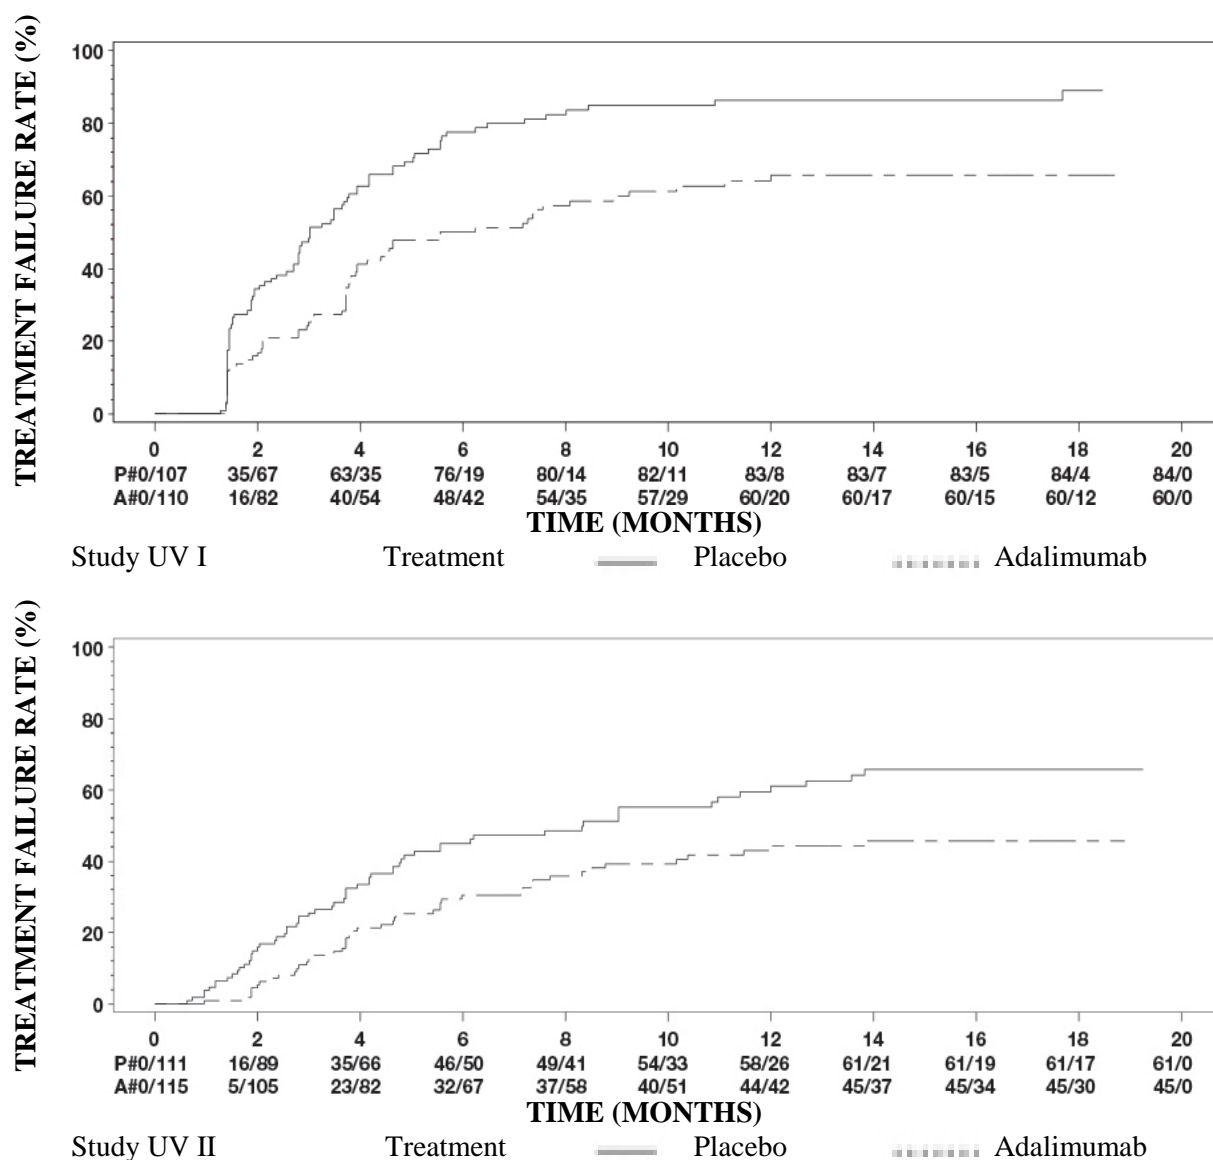 TREATMENT FAILURE RATE (%)
100
80
60
40
20
0
0 2 4 6 8 10 12 14 16 18 20
P#0/107 35/67 63/35 76/19 80/14 82/11 83/8 83/7 83/5 84/4 84/0
A#0/110 16/82 40/54 48/42 54/35 57/29 60/20 60/17 60/15 60/12 60/0
TIME (MONTHS)
Study UV I Treatment Placebo Adalimumab
TREATMENT FAILURE RATE (%)
100
80
60
40
20
0
0 2 4 6 8 10 12 14 16 18 20
P#0/111 16/89 35/66 46/50 49/41 54/33 58/26 61/21 61/19 61/17 61/0
A#0/115 5/105 23/82 32/67 37/58 40/51 44/42 45/37 45/34 45/30 45/0
TIME (MONTHS)
Study UV II Treatment Placebo Adalimumab